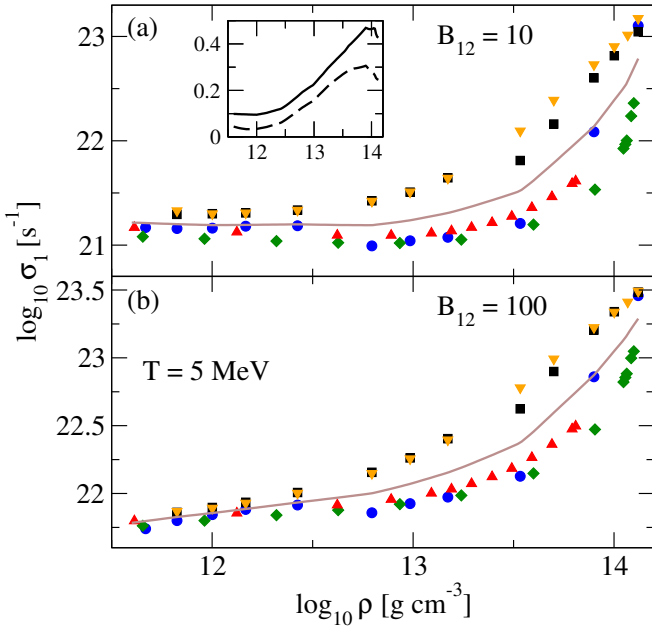 (a)
B₁₂ = 10
0.4
0.2
0
12
13
14
23
22
21
log₁₀ σ₁ [s⁻¹]
(b)
B₁₂ = 100
T = 5 MeV
23.5
23
22.5
22
12
13
14
log₁₀ ρ [g cm⁻³]